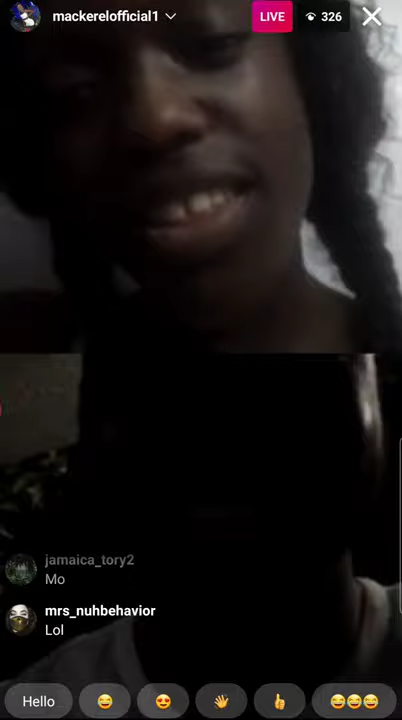 mackerelofficial1
LIVE
326
jamaica_tory2
Mo
mrs_nuhbehavior
Lol
Hello